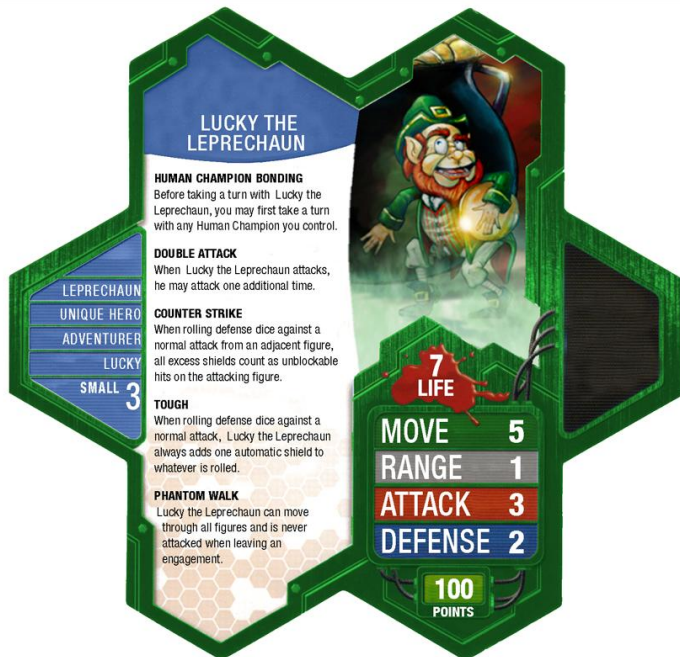 LUCKY THE
LEPRECHAUN
HUMAN CHAMPION BONDING
Before taking a turn with Lucky the
Leprechaun, you may first take a turn
with any Human Champion you control.
DOUBLE ATTACK
When Lucky the Leprechaun attacks,
he may attack one additional time.
COUNTER STRIKE
When rolling defense dice against a
normal attack from an adjacent figure,
all excess shields count as unblockable
hits on the attacking figure.
TOUGH
When rolling defense dice against a
normal attack, Lucky the Leprechaun
always adds one automatic shield to
whatever is rolled.
PHANTOM WALK
Lucky the Leprechaun can move
through all figures and is never
attacked when leaving an
engagement.
LEPRECHAUN
UNIQUE HERO
ADVENTURER
LUCKY
SMALL 3
7
LIFE
MOVE 5
RANGE 1
ATTACK 3
DEFENSE 2
100
POINTS